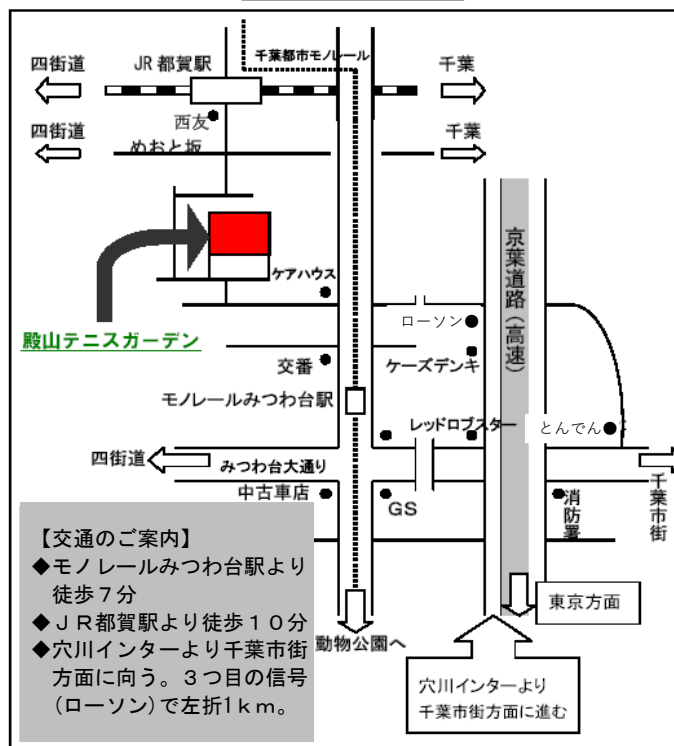 千葉都市モノレール
四街道
JR 都賀駅
千葉
西友
四街道
千葉
めおと坂
京葉道路(高速)
ケアハウス
ローソン
殿山テニスガーデン
交番
ケーズデンキ
モノレールみつわ台駅
レッドロブスター
とんでん
四街道
みつわ台大通り
千葉市街
中古車店
GS
消防署
【交通のご案内】
◆モノレールみつわ台駅より
徒歩7分
◆JR都賀駅より徒歩10分
◆穴川インターより千葉市街
方面に向う。3つ目の信号
(ローソン)で左折1km。
東京方面
動物公園へ
穴川インターより
千葉市街方面に進む